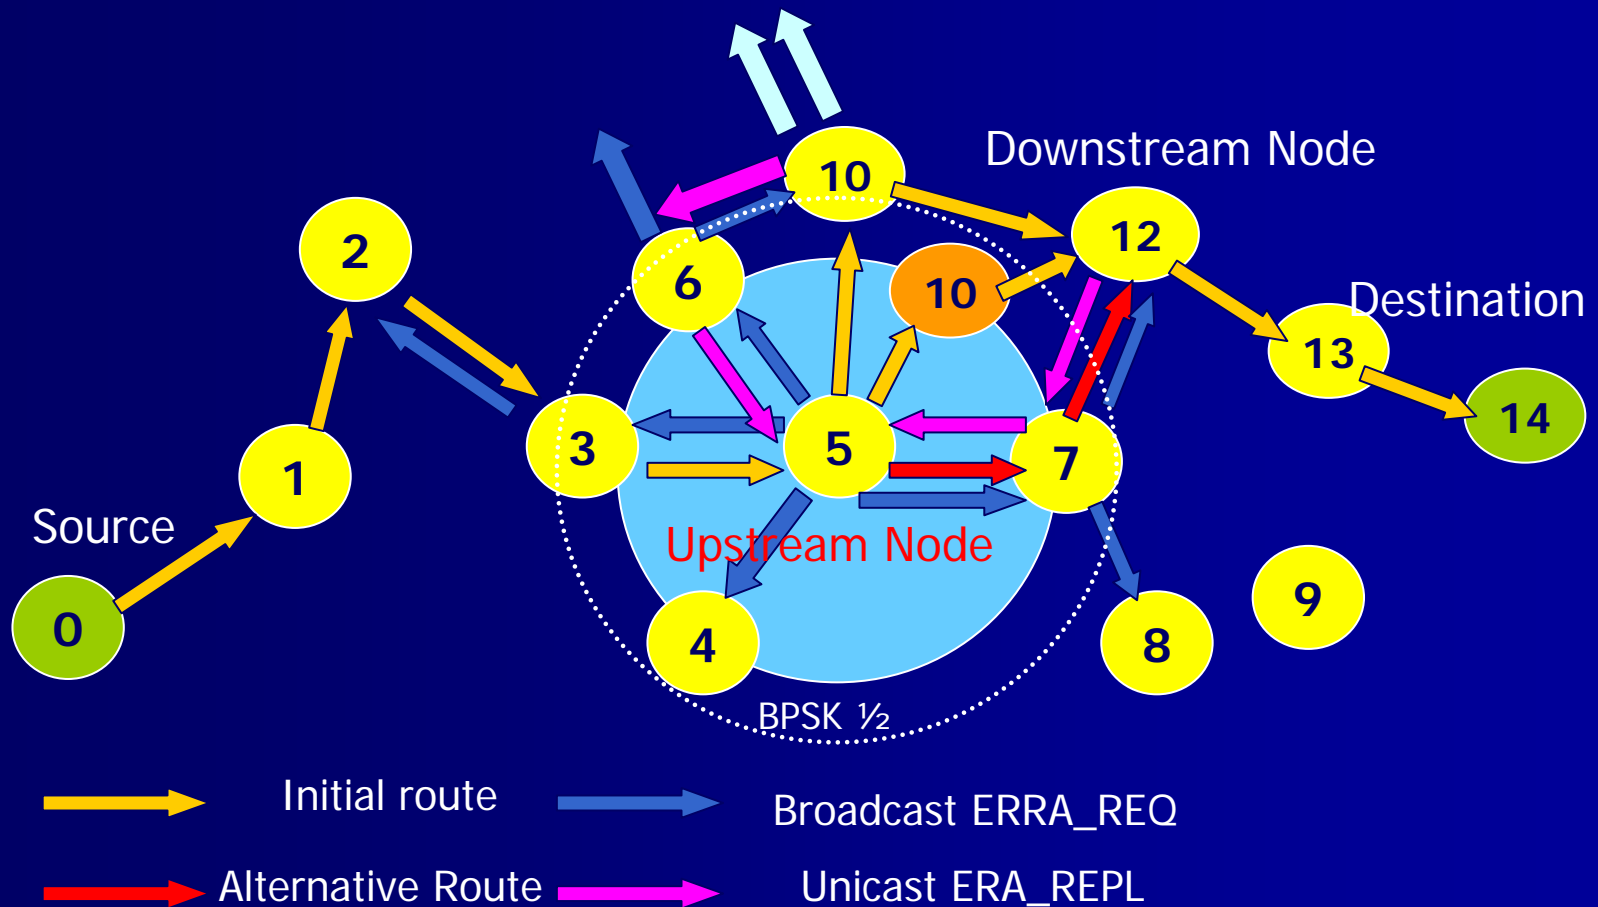 10
Downstream Node
12
2
6
10
Destination
13
14
3
5
7
1
Source
Upstream Node
0
4
8
9
BPSK ½
Initial route
Broadcast ERRA_REQ
Alternative Route
Unicast ERA_REPL